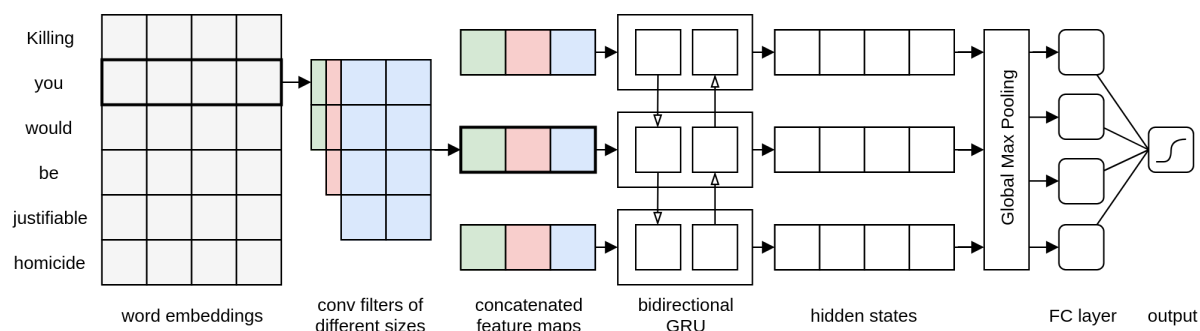 Killing
you
would
be
justifiable
homicide
word embeddings
conv filters of
different sizes
concatenated
feature maps
bidirectional
GRU
hidden states
Global Max Pooling
FC layer
output